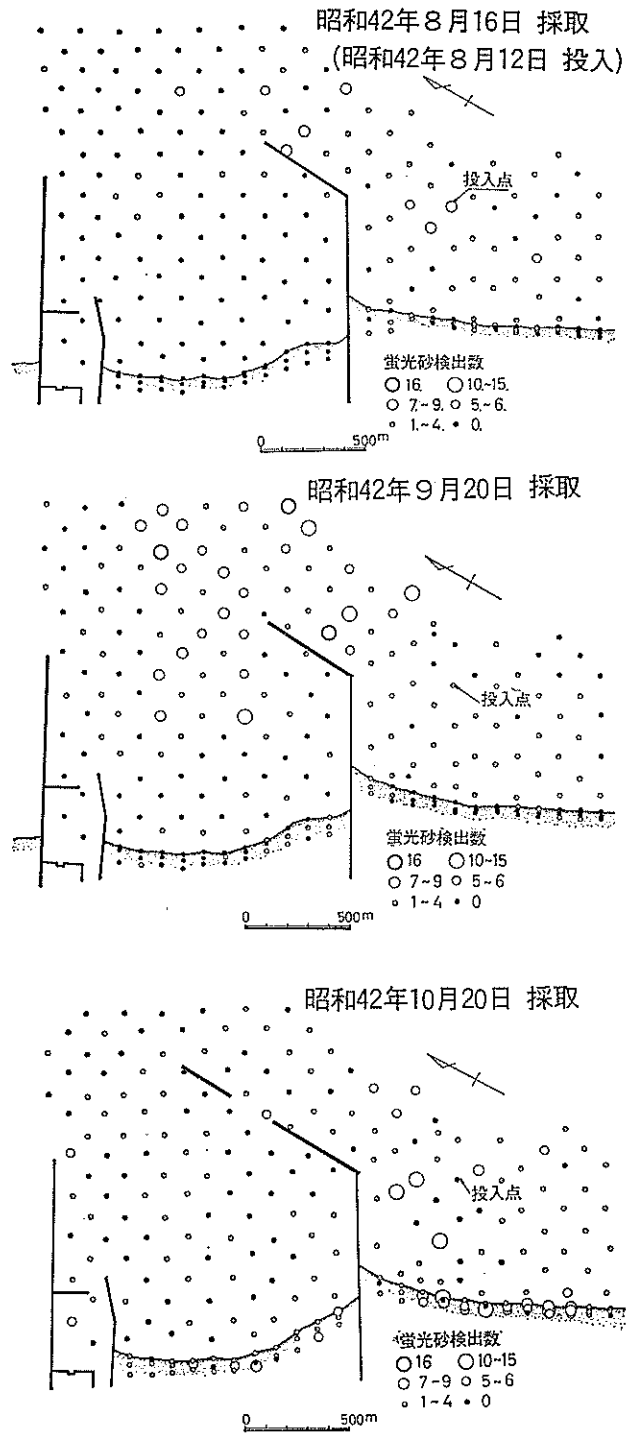 昭和42年8月16日 採取
(昭和42年8月12日 投入)
投入点
蛍光砂検出数
16. 10.~15.
7.~9. 5.~6.
1.~4. 0.
0 500m
昭和42年9月20日 採取
投入点
蛍光砂検出数
16 10~15
7~9 5~6
1~4 0
0 500m
昭和42年10月20日 採取
投入点
蛍光砂検出数
16 10~15
7~9 5~6
1~4 0
0 500m